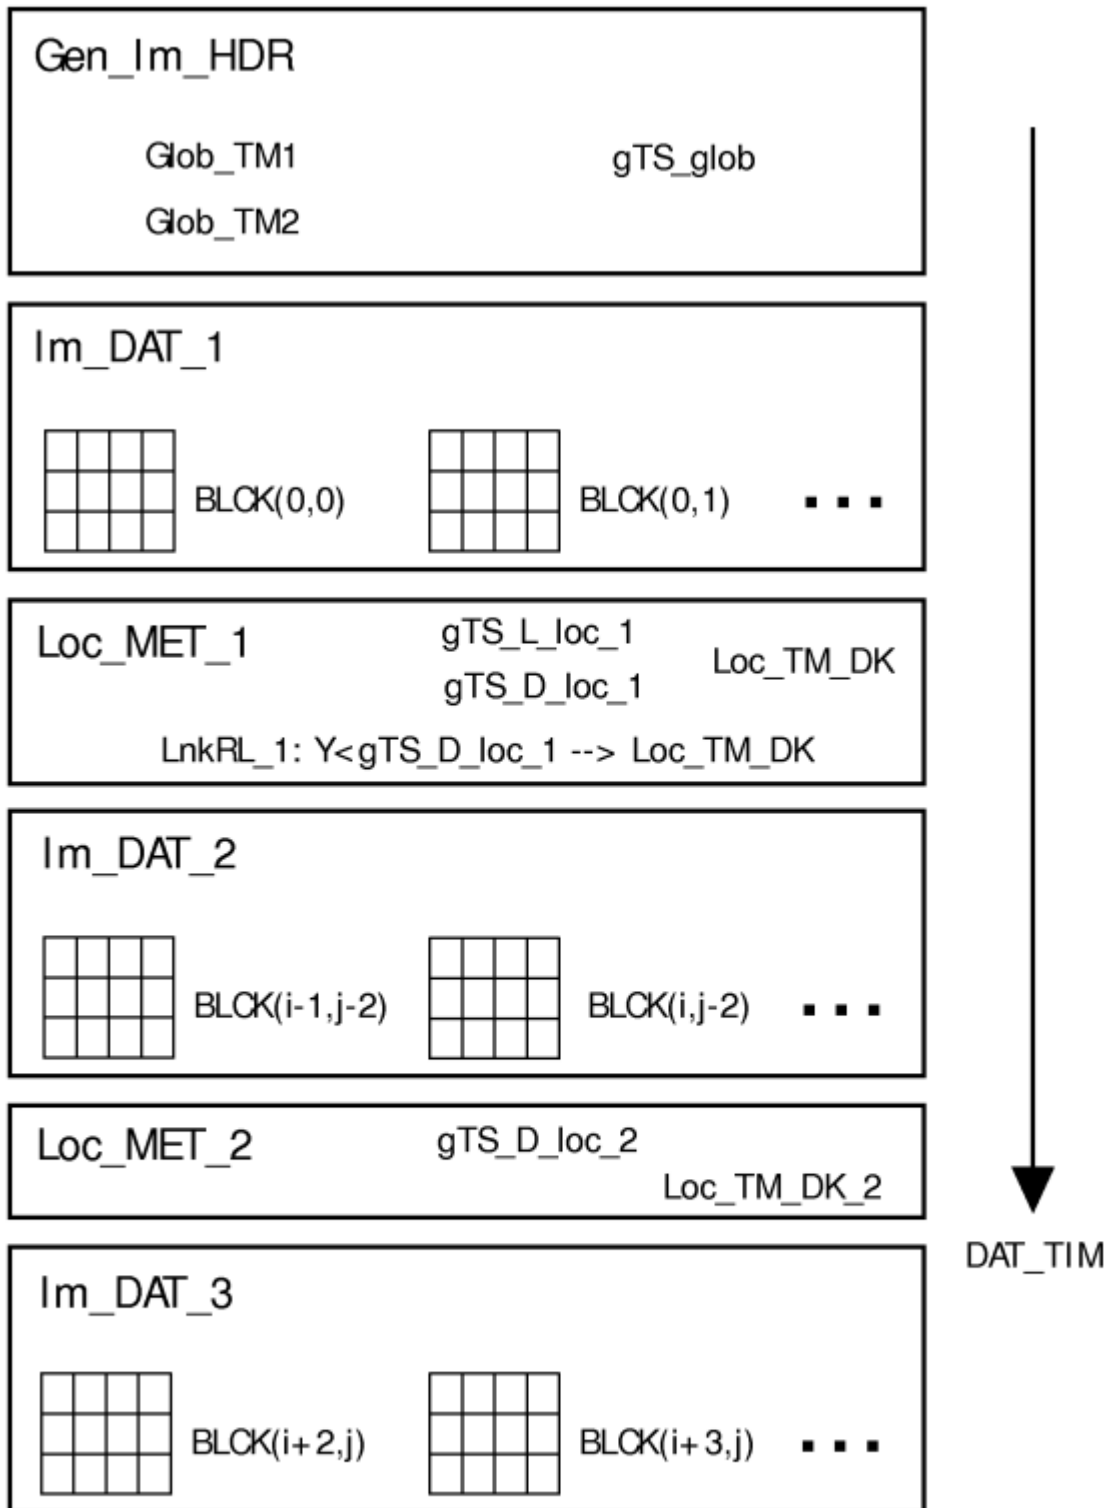 Gen_Im_HDR
Glob_TM1 gTS_glob
Glob_TM2
Im_DAT_1
BLCK(0,0) BLCK(0,1) ...
Loc_MET_1 gTS_L_loc_1 Loc_TM_DK
gTS_D_loc_1
LnkRL_1: Y<gTS_D_loc_1 --> Loc_TM_DK
Im_DAT_2
BLCK(i-1,j-2) BLCK(i,j-2) ...
Loc_MET_2 gTS_D_loc_2
Loc_TM_DK_2
DAT_TIM
Im_DAT_3
BLCK(i+2,j) BLCK(i+3,j) ...